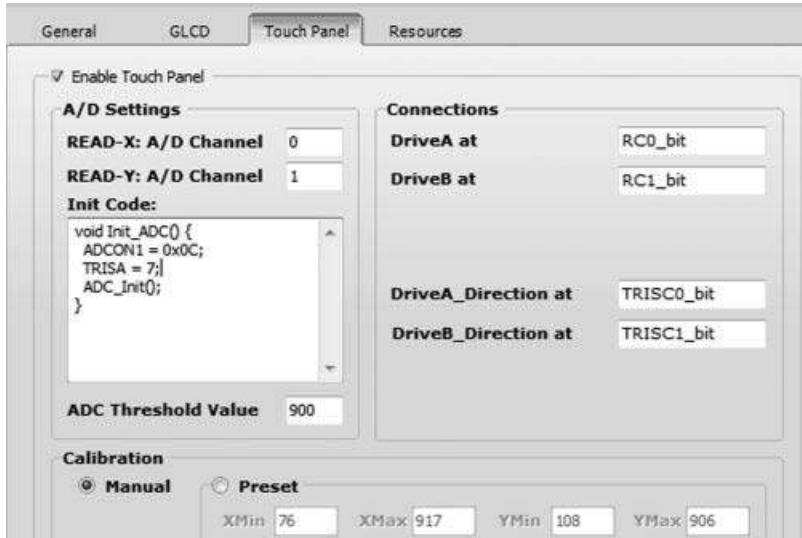 General GLCD Touch Panel Resources
Enable Touch Panel
A/D Settings
READ-X: A/D Channel 0
READ-Y: A/D Channel 1
Init Code:
void Init_ADC() {
ADCON1 = 0x0C;
TRISA = 7;
ADC_Init();
}
ADC Threshold Value 900
Connections
DriveA at RC0_bit
DriveB at RC1_bit
DriveA_Direction at TRISC0_bit
DriveB_Direction at TRISC1_bit
Calibration
Manual Preset
XMin 76 XMax 917 YMin 108 YMax 906